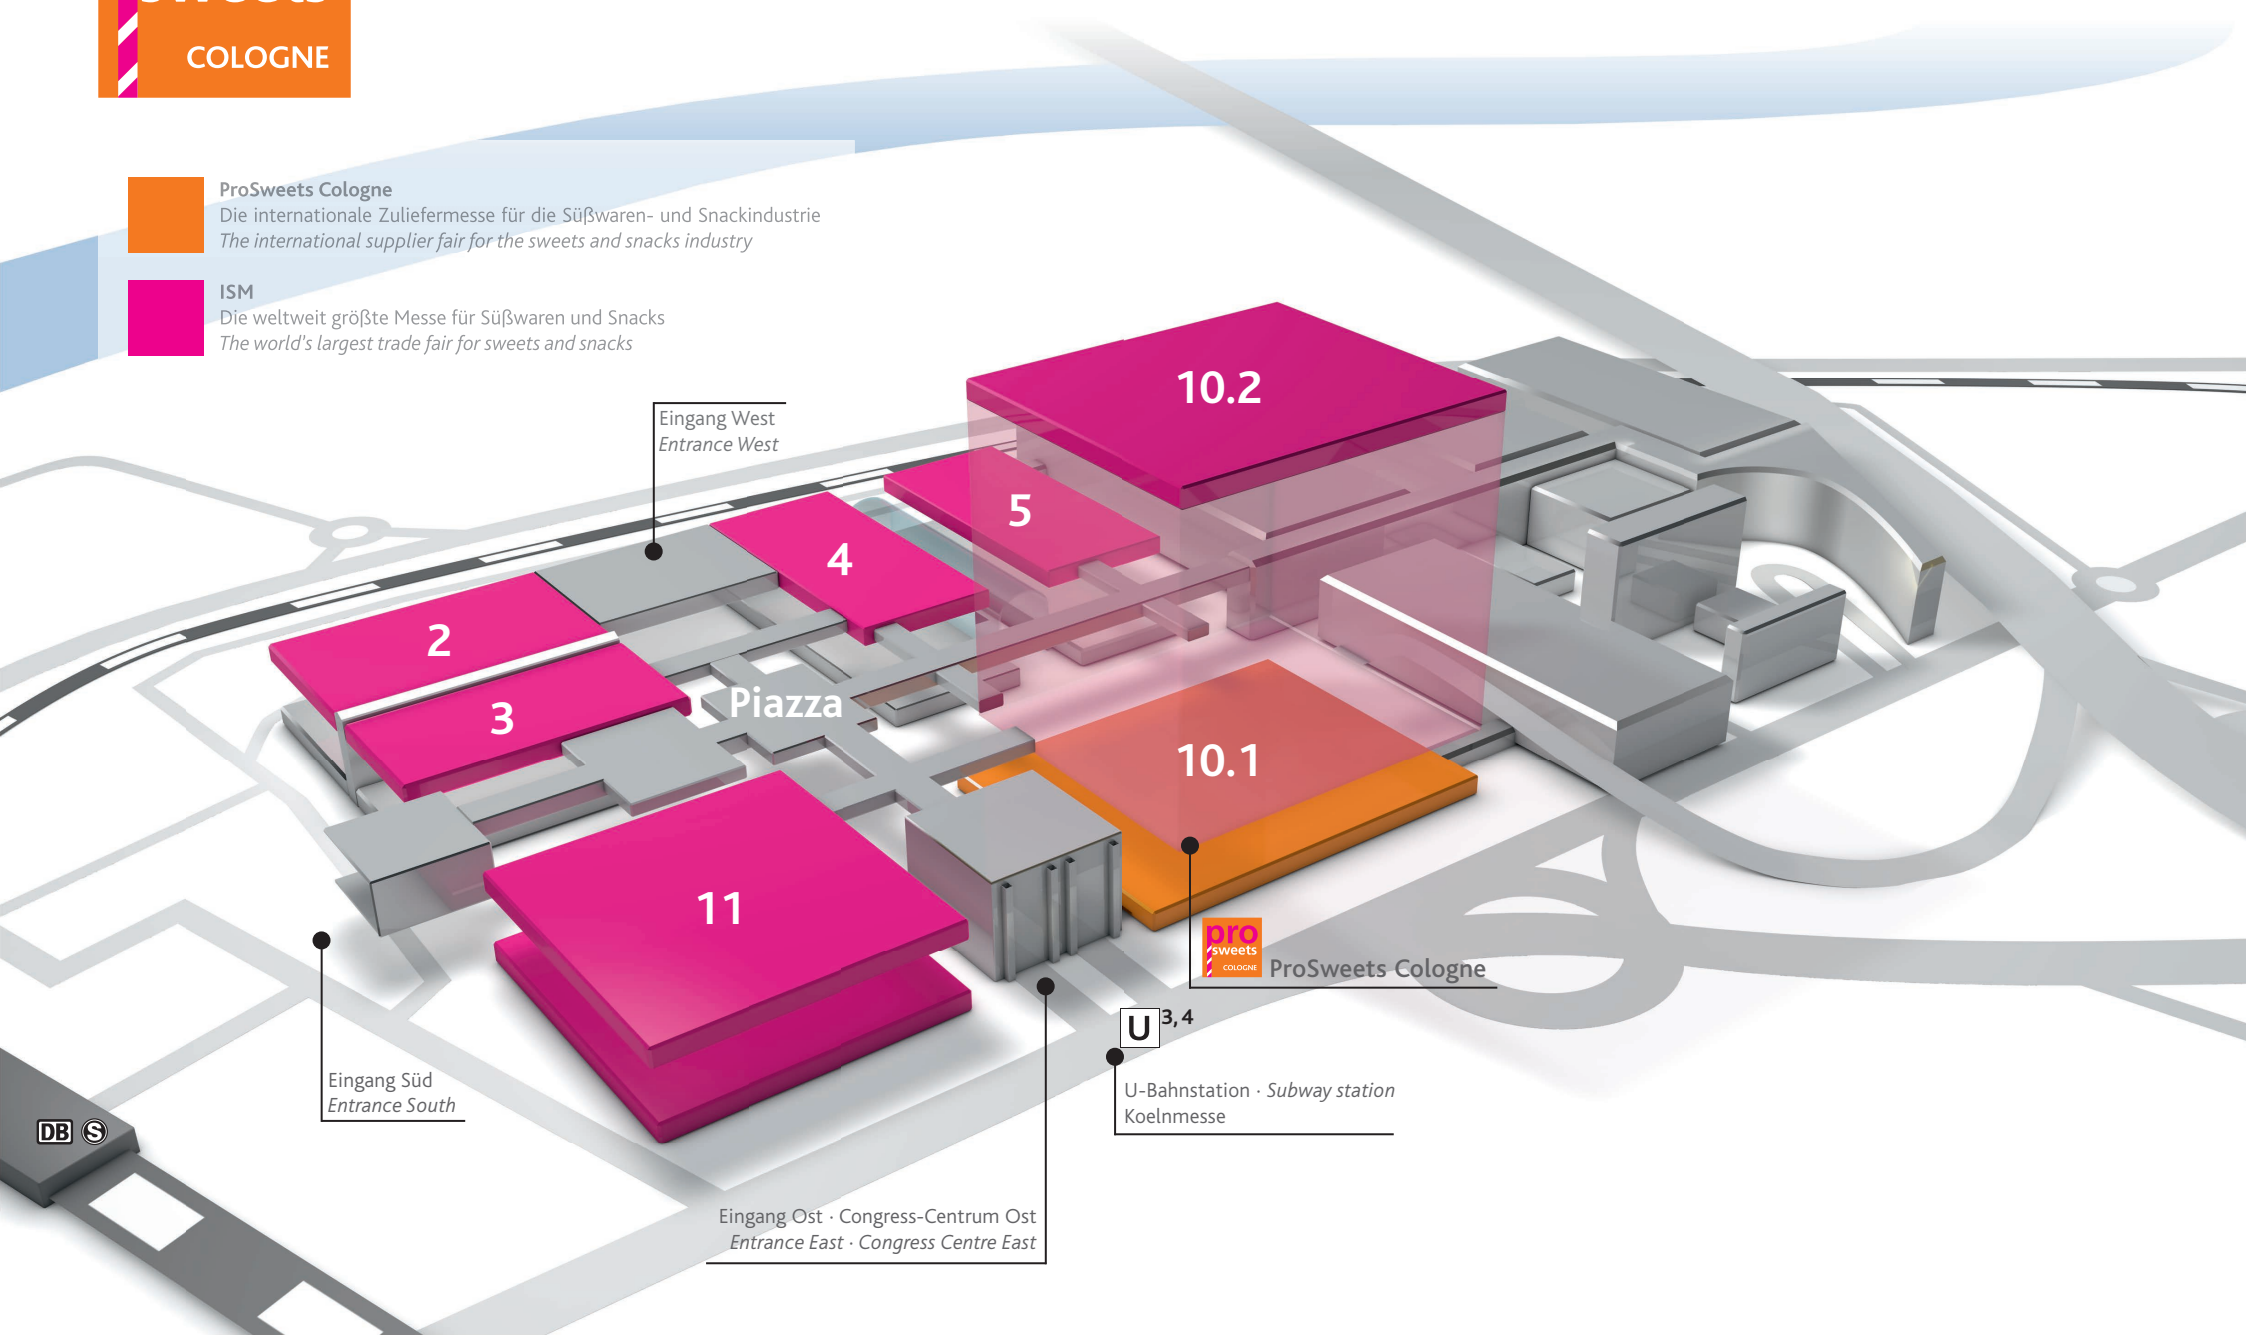 sweets
COLOGNE
ProSweets Cologne
Die internationale Zuliefermesse für die Süßwaren- und Snackindustrie
The international supplier fair for the sweets and snacks industry
ISM
Die weltweit größte Messe für Süßwaren und Snacks
The world's largest trade fair for sweets and snacks
10.2
Eingang West
Entrance West
5
4
2
3
Piazza
10.1
11
pro
sweets
COLOGNE
ProSweets Cologne
U 3, 4
U-Bahnstation · Subway station
Koelnmesse
Eingang Süd
Entrance South
DB S
Eingang Ost · Congress-Centrum Ost
Entrance East · Congress Centre East